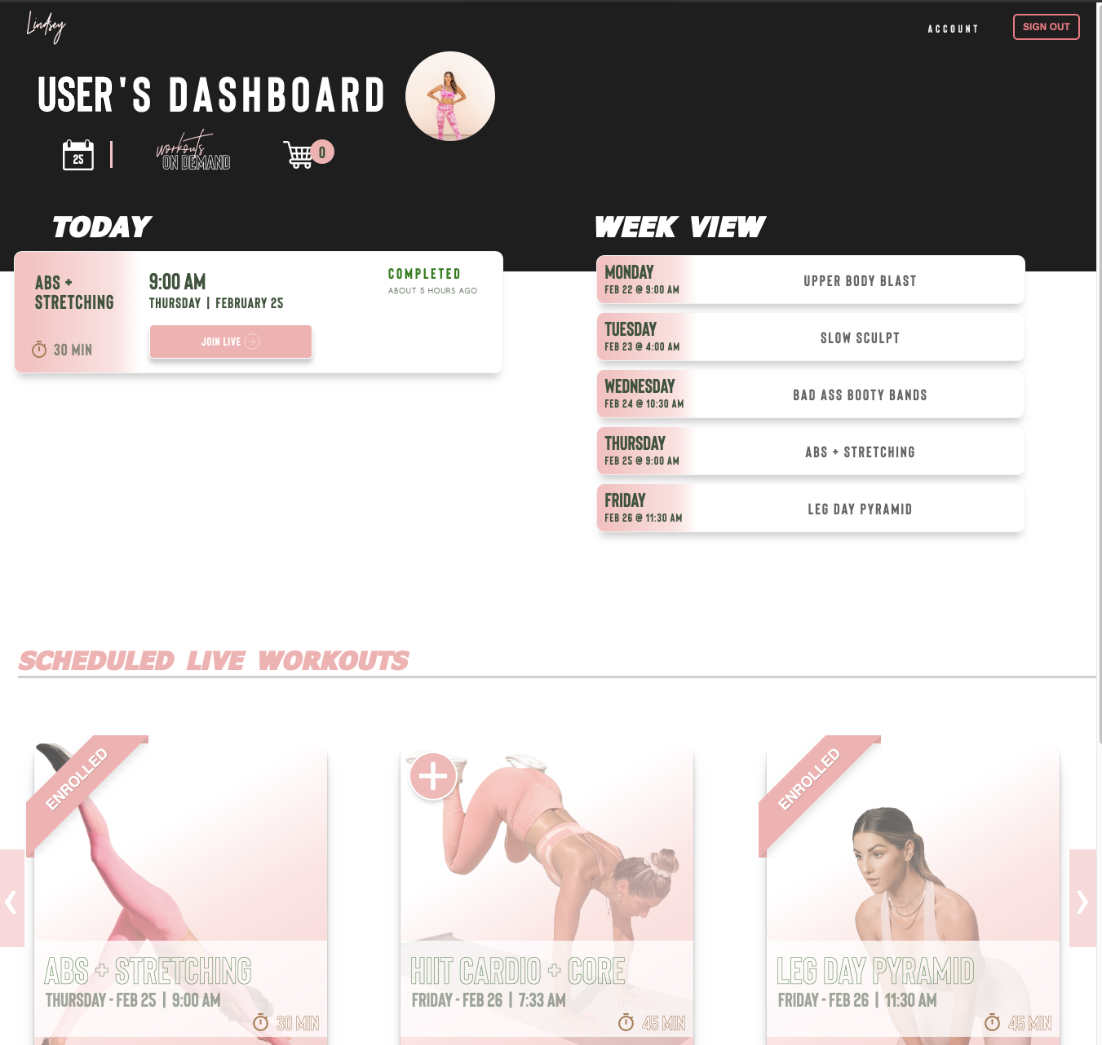 Lindsey
ACCOUNT
SIGN OUT
USER'S DASHBOARD
25
workouts
ON DEMAND
0
TODAY
ABS +
STRETCHING
30 MIN
9:00 AM
THURSDAY | FEBRUARY 25
JOIN LIVE
COMPLETED
ABOUT 5 HOURS AGO
WEEK VIEW
MONDAY
FEB 22 @ 9:00 AM
UPPER BODY BLAST
TUESDAY
FEB 23 @ 4:00 AM
SLOW SCULPT
WEDNESDAY
FEB 24 @ 10:30 AM
BAD ASS BOOTY BANDS
THURSDAY
FEB 25 @ 9:00 AM
ABS + STRETCHING
FRIDAY
FEB 26 @ 11:30 AM
LEG DAY PYRAMID
SCHEDULED LIVE WORKOUTS
ENROLLED
ABS + STRETCHING
THURSDAY - FEB 25 | 9:00 AM
30 MIN
HIIT CARDIO + CORE
FRIDAY - FEB 26 | 7:33 AM
45 MIN
ENROLLED
LEG DAY PYRAMID
FRIDAY - FEB 26 | 11:30 AM
45 MIN